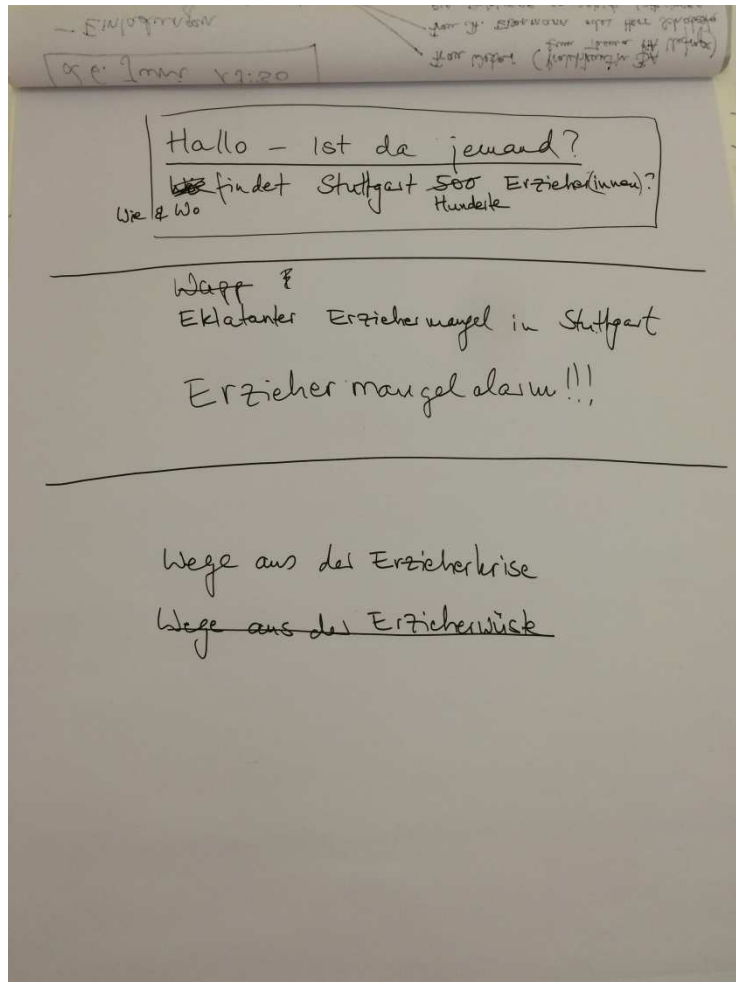 – Einladungen
Hallo – Ist da jemand?
findet Stuttgart 500 Erzieher(innen)?
Wie & Wo Hunderte
Wapp
Eklatanter Erziehermangel in Stuttgart
Erziehermangelalarm!!!
Wege aus der Erzieherkrise
Wege aus der Erzieherwüste